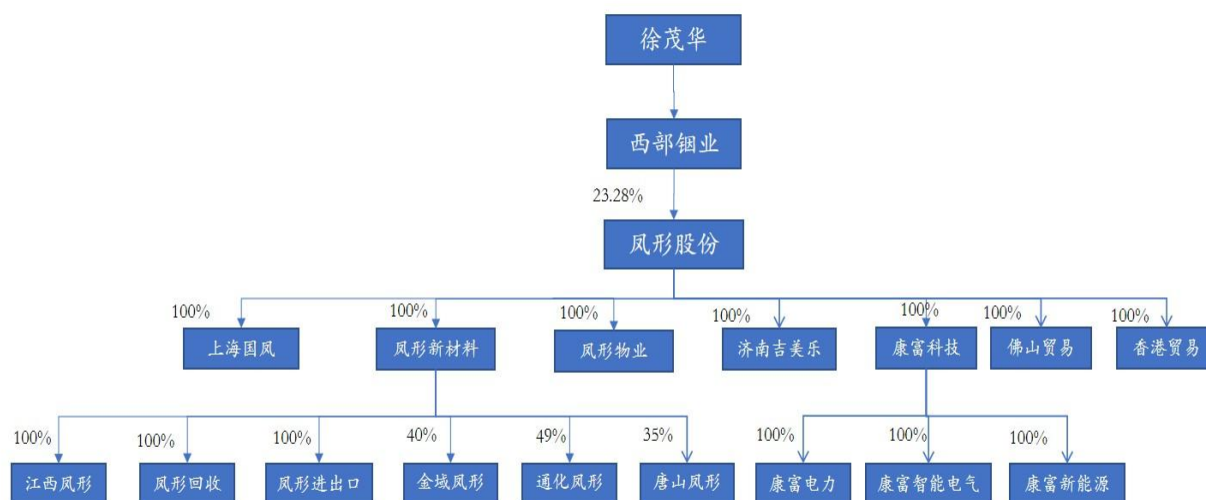 徐茂华
西部铟业
23.28%
凤形股份
100%
100%
100%
100%
100%
100%
100%
上海国凤
凤形新材料
凤形物业
济南吉美乐
康富科技
佛山贸易
香港贸易
100%
100%
100%
40%
49%
35%
100%
100%
100%
江西凤形
凤形回收
凤形进出口
金域凤形
通化凤形
唐山凤形
康富电力
康富智能电气
康富新能源